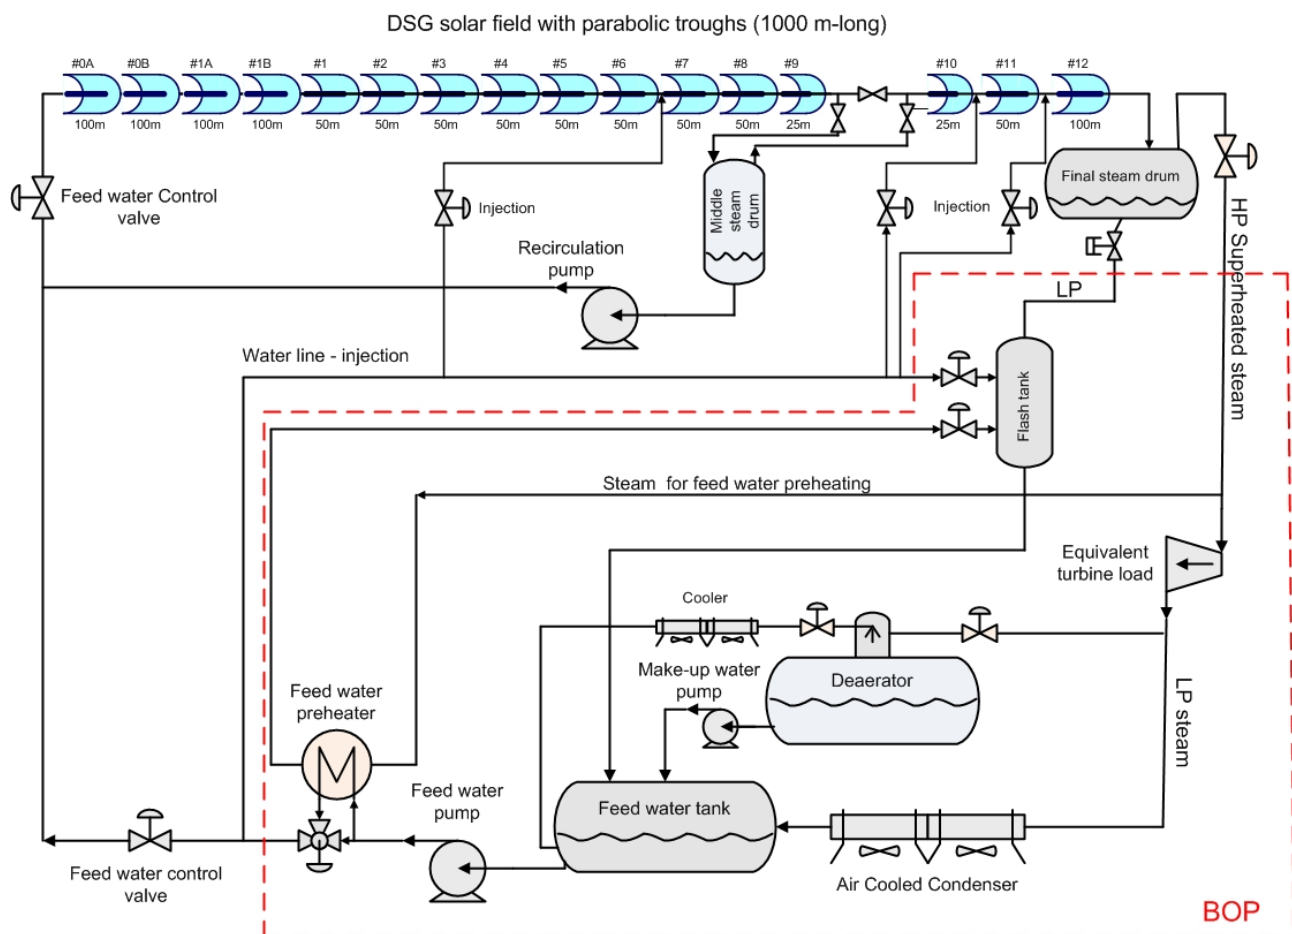 DSG solar field with parabolic troughs (1000 m-long)
#0A #0B #1A #1B #1 #2 #3 #4 #5 #6 #7 #8 #9 #10 #11 #12
100m 100m 100m 100m 50m 50m 50m 50m 50m 50m 50m 50m 25m 25m 50m 100m
Feed water Control
valve
Injection
Middle
steam
drum
Injection
Final steam drum
HP Superheated steam
Recirculation
pump
LP
Water line - injection
Flash tank
Steam for feed water preheating
Equivalent
turbine load
Cooler
Make-up water
pump
Deaerator
LP steam
Feed water
preheater
Feed water
pump
Feed water tank
Feed water control
valve
Air Cooled Condenser
BOP